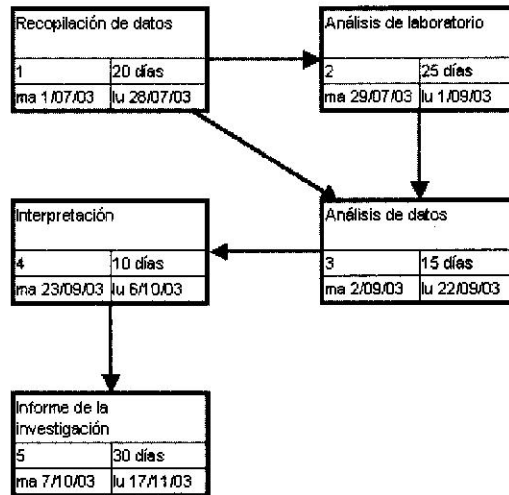 Recopilación de datos
1 20 días
ma 1/07/03 lu 28/07/03
Análisis de laboratorio
2 25 días
ma 29/07/03 lu 1/09/03
Interpretación
4 10 días
ma 23/09/03 lu 6/10/03
Análisis de datos
3 15 días
ma 2/09/03 lu 22/09/03
Informe de la
investigación
5 30 días
ma 7/10/03 lu 17/11/03